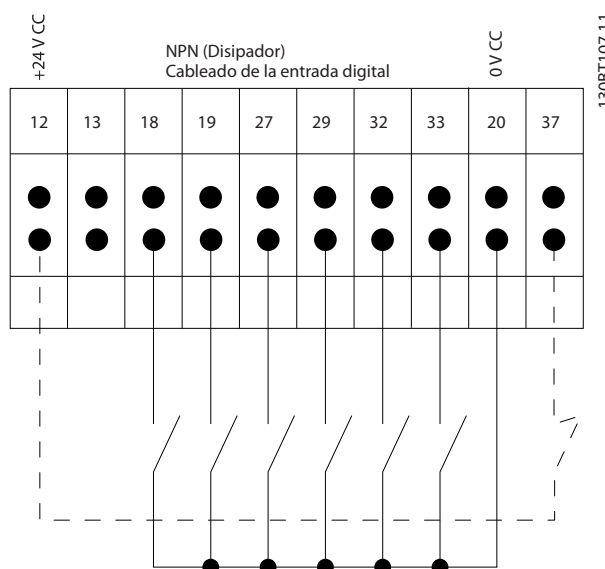 +24 V CC
NPN (Disipador)
Cableado de la entrada digital
0 V CC
130BT107.11
12 13 18 19 27 29 32 33 20 37